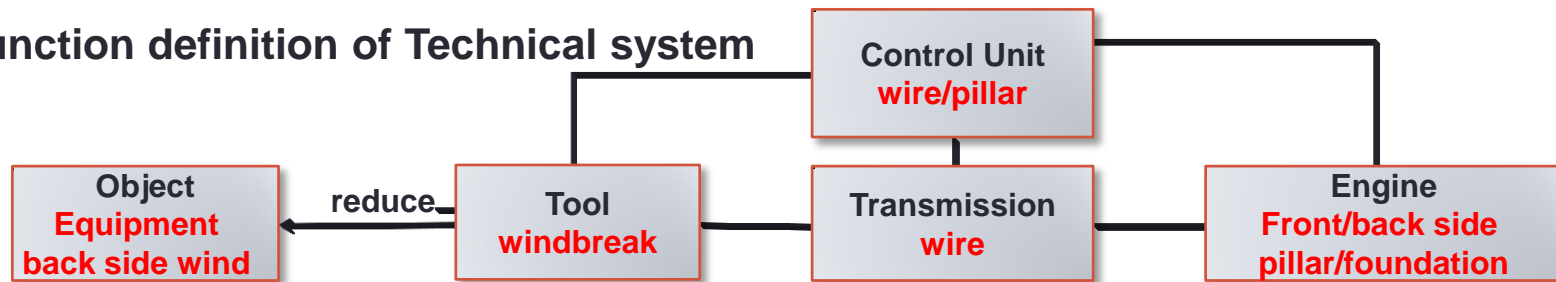 unction definition of Technical system
Control Unit
wire/pillar
Object
Equipment
back side wind
reduce
Tool
windbreak
Transmission
wire
Engine
Front/back side
pillar/foundation